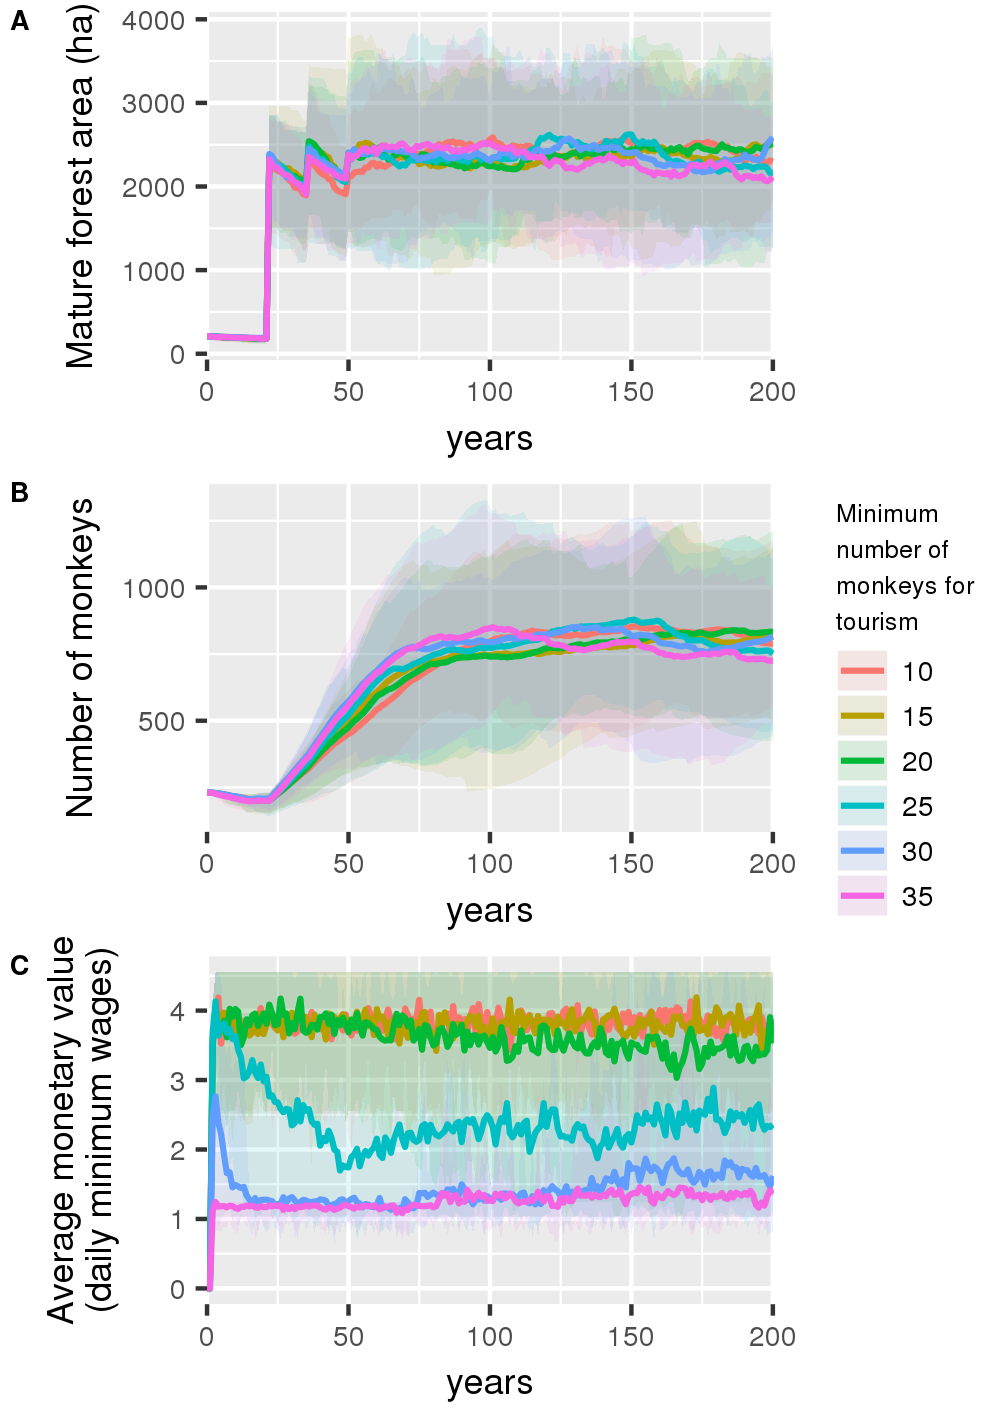 A
Mature forest area (ha)
4000
3000
2000
1000
0
0 50 100 150 200
years
B
Number of monkeys
1000
500
0 50 100 150 200
years
Minimum
number of
monkeys for
tourism
10
15
20
25
30
35
C
Average monetary value
(daily minimum wages)
4
3
2
1
0
0 50 100 150 200
years